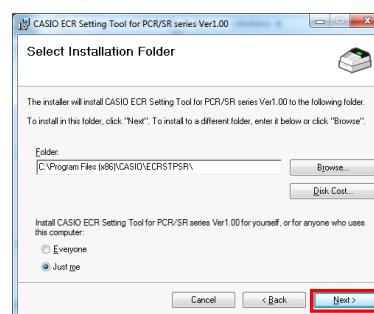 CASIO ECR Setting Tool for PCR/SR series Ver1.00
Select Installation Folder
The installer will install CASIO ECR Setting Tool for PCR/SR series Ver1.00 to the following folder.
To install in this folder, click "Next". To install to a different folder, enter it below or click "Browse".
Folder:
C:\Program Files (x86)\CASIO\ECRSTPSR\
Browse...
Disk Cost...
Install CASIO ECR Setting Tool for PCR/SR series Ver1.00 for yourself, or for anyone who uses
this computer:
Everyone
Just me
Cancel
< Back
Next >